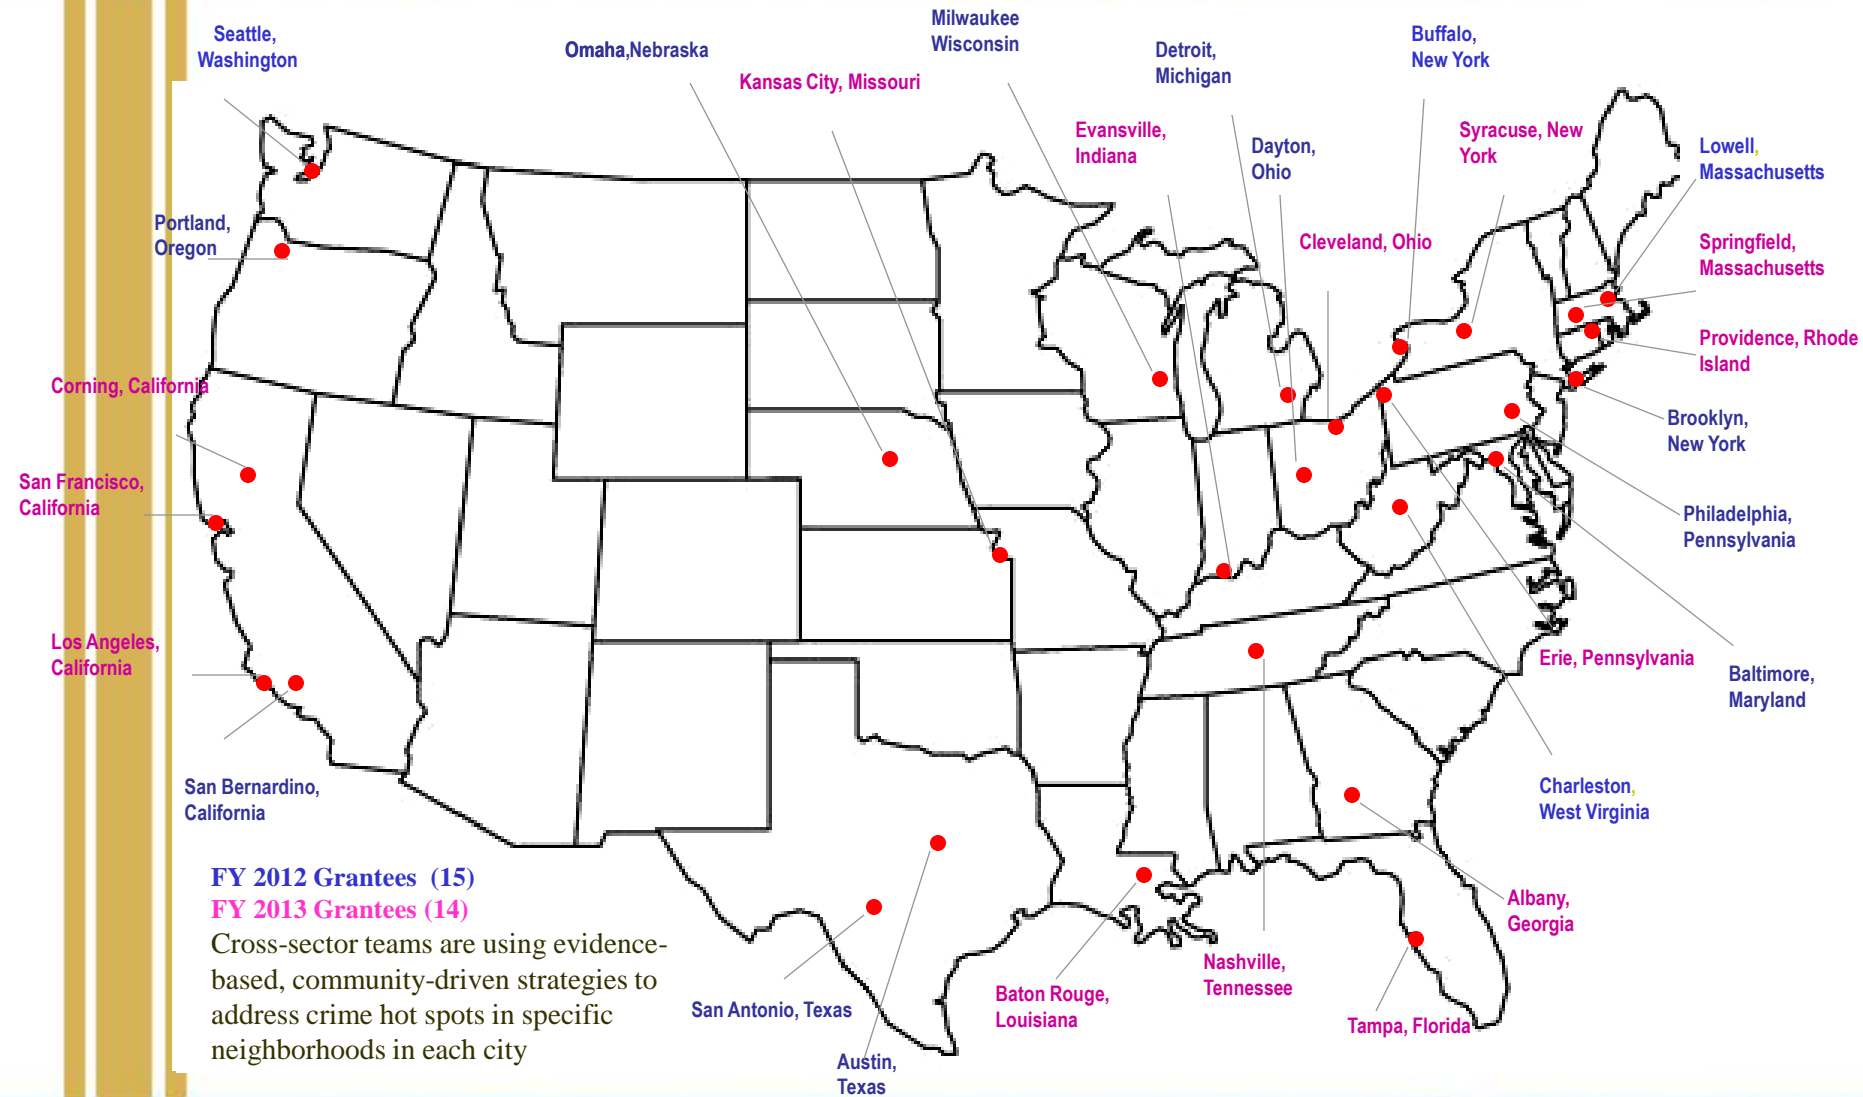 Seattle,
Washington
Omaha,Nebraska
Milwaukee
Wisconsin
Kansas City, Missouri
Detroit,
Michigan
Buffalo,
New York
Evansville,
Indiana
Dayton,
Ohio
Syracuse, New
York
Lowell,
Massachusetts
Portland,
Oregon
Cleveland, Ohio
Springfield,
Massachusetts
Providence, Rhode
Island
Corning, California
Brooklyn,
New York
San Francisco,
California
Philadelphia,
Pennsylvania
Los Angeles,
California
Erie, Pennsylvania
Baltimore,
Maryland
San Bernardino,
California
Charleston,
West Virginia
FY 2012 Grantees (15)
FY 2013 Grantees (14)
Cross-sector teams are using evidence-
based, community-driven strategies to
address crime hot spots in specific
neighborhoods in each city
Albany,
Georgia
Nashville,
Tennessee
San Antonio, Texas
Baton Rouge,
Louisiana
Tampa, Florida
Austin,
Texas